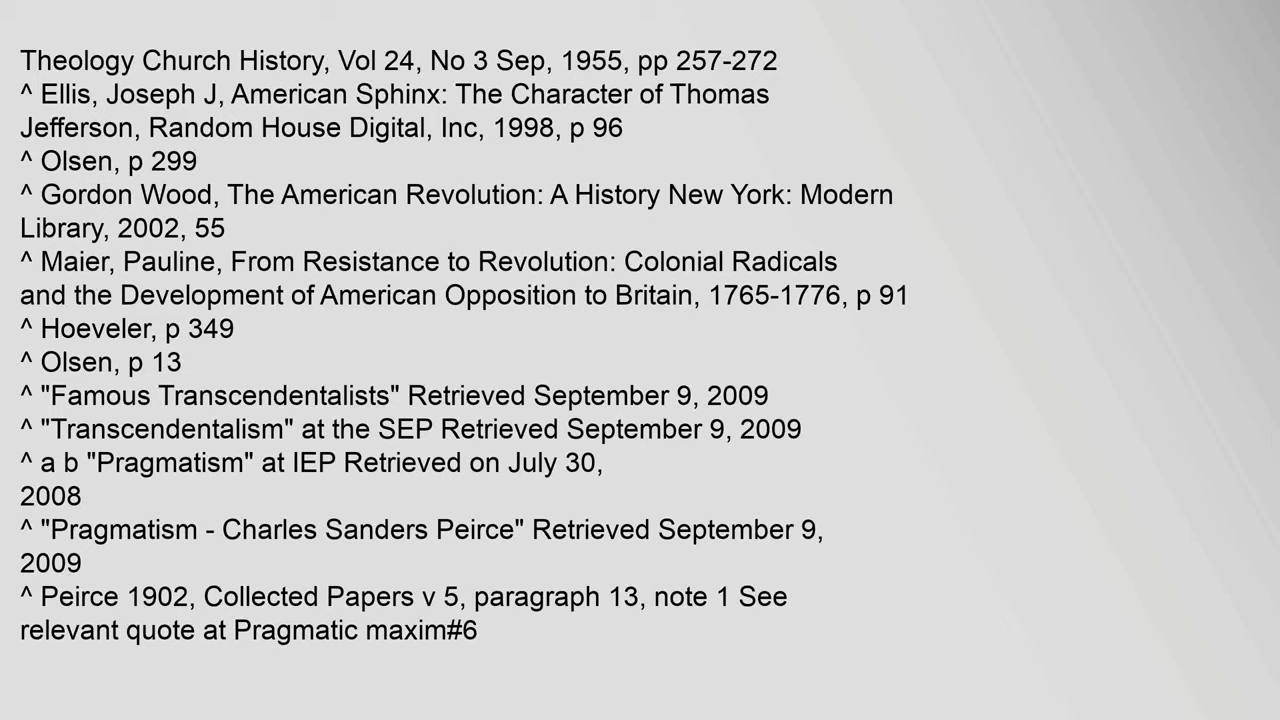 Theology Church History, Vol 24, No 3 Sep, 1955, pp 257-272
^ Ellis, Joseph J, American Sphinx: The Character of Thomas
Jefferson, Random House Digital, Inc, 1998, p 96
^ Olsen, p 299
^ Gordon Wood, The American Revolution: A History New York: Modern
Library, 2002, 55
^ Maier, Pauline, From Resistance to Revolution: Colonial Radicals
and the Development of American Opposition to Britain, 1765-1776, p 91
^ Hoeveler, p 349
^ Olsen, p 13
^ "Famous Transcendentalists" Retrieved September 9, 2009
^ "Transcendentalism" at the SEP Retrieved September 9, 2009
^ a b "Pragmatism" at IEP Retrieved on July 30,
2008
^ "Pragmatism - Charles Sanders Peirce" Retrieved September 9,
2009
^ Peirce 1902, Collected Papers v 5, paragraph 13, note 1 See
relevant quote at Pragmatic maxim#6